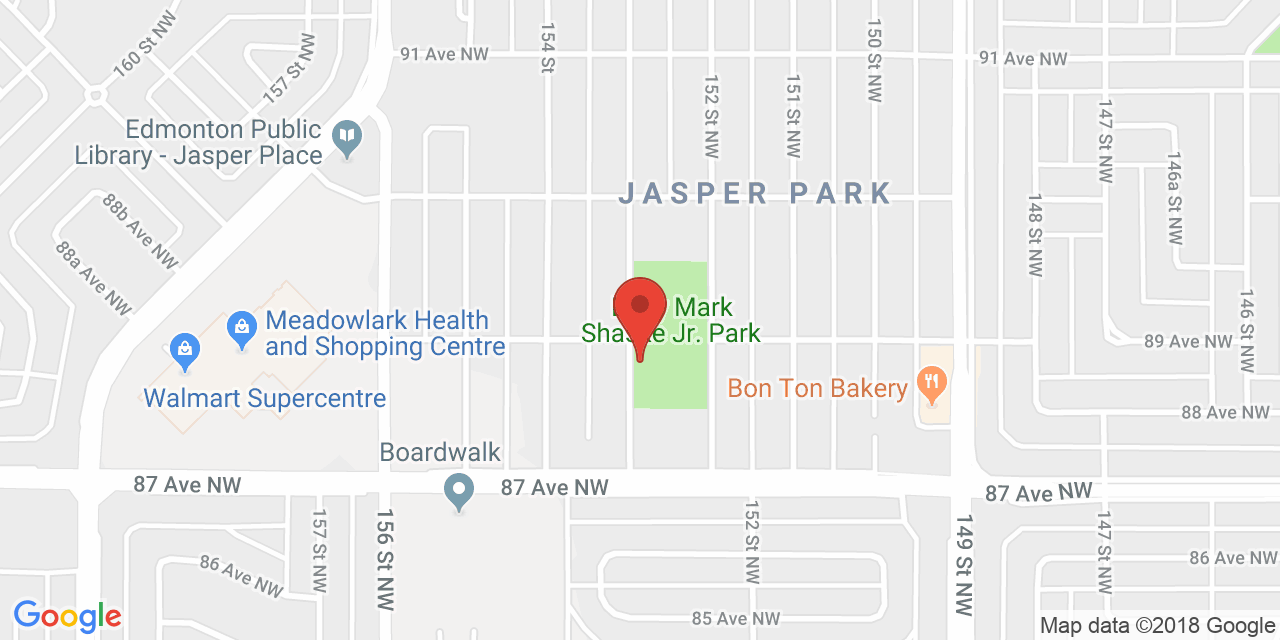 160 St NW
157 St NW
91 Ave NW
154 St
150 St NW
91 Ave NW
152 St NW
151 St NW
147 St NW
Edmonton Public
Library - Jasper Place
146a St NW
JASPER PARK
88b Ave NW
148 St NW
88a Ave NW
146 St NW
Mark
Jr. Park
Meadowlark Health
and Shopping Centre
89 Ave NW
Walmart Supercentre
Bon Ton Bakery
88 Ave NW
Boardwalk
87 Ave NW
87 Ave NW
87 Ave NW
157 St NW
156 St NW
152 St NW
149 St NW
147 St NW
86 Ave NW
86 Ave NW
85 Ave NW
Google
Map data ©2018 Google